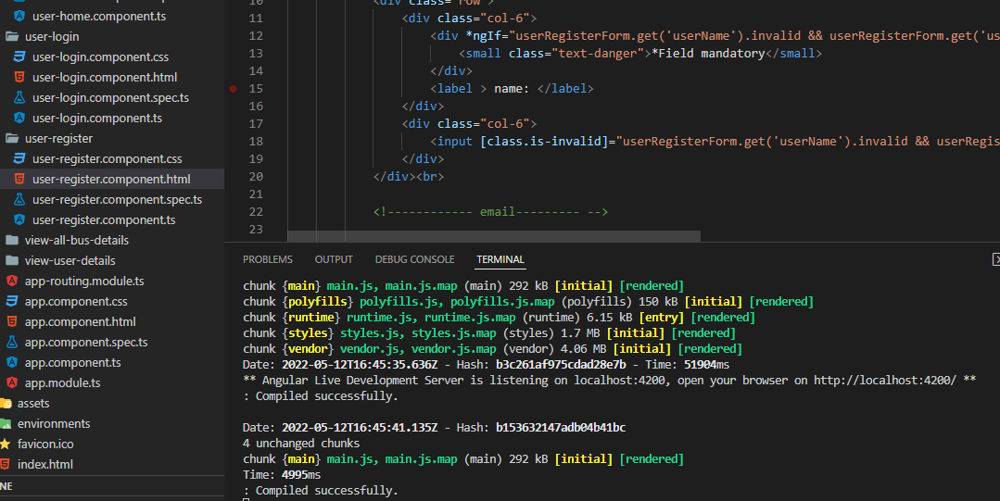 user-home.component.ts
user-login
user-login.component.css
user-login.component.html
user-login.component.spec.ts
user-login.component.ts
user-register
user-register.component.css
user-register.component.html
user-register.component.spec.ts
user-register.component.ts
view-all-bus-details
view-user-details
app-routing.module.ts
app.component.css
app.component.html
app.component.spec.ts
app.component.ts
app.module.ts
assets
environments
favicon.ico
index.html
NE
10 <div class="row">
11 <div class="col-6">
12 <div *ngIf="userRegisterForm.get('userName').invalid && userRegisterForm.get('us
13 <small class="text-danger">*Field mandatory</small>
14 </div>
15 <label > name: </label>
16 </div>
17 <div class="col-6">
18 <input [class.is-invalid]="userRegisterForm.get('userName').invalid && userRegis
19 </div>
20 </div><br>
21
22 <!------------ email--------- -->
23
PROBLEMS OUTPUT DEBUG CONSOLE TERMINAL
chunk {main} main.js, main.js.map (main) 292 kB [initial] [rendered]
chunk {polyfills} polyfills.js, polyfills.js.map (polyfills) 150 kB [initial] [rendered]
chunk {runtime} runtime.js, runtime.js.map (runtime) 6.15 kB [entry] [rendered]
chunk {styles} styles.js, styles.js.map (styles) 1.7 MB [initial] [rendered]
chunk {vendor} vendor.js, vendor.js.map (vendor) 4.06 MB [initial] [rendered]
Date: 2022-05-12T16:45:35.636Z - Hash: b3c261af975cdad28e7b - Time: 51904ms
** Angular Live Development Server is listening on localhost:4200, open your browser on http://localhost:4200/ **
: Compiled successfully.
Date: 2022-05-12T16:45:41.135Z - Hash: b153632147adb04b41bc
4 unchanged chunks
chunk {main} main.js, main.js.map (main) 292 kB [initial] [rendered]
Time: 4995ms
: Compiled successfully.